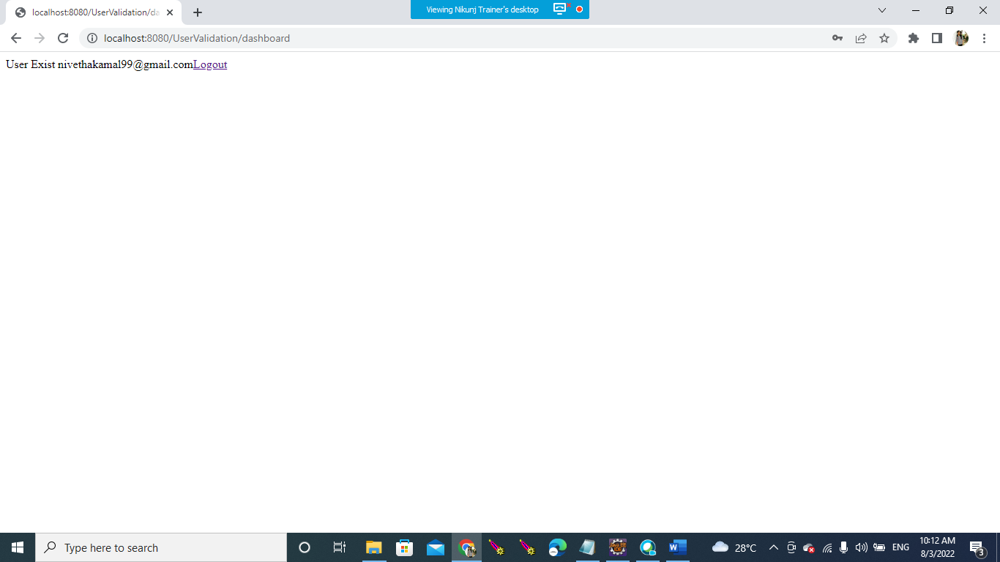 localhost:8080/UserValidation/da
Viewing Nikunj Trainer's desktop
localhost:8080/UserValidation/dashboard
User Exist nivethakamal99@gmail.comLogout
Type here to search
28°C
ENG
10:12 AM
8/3/2022
3